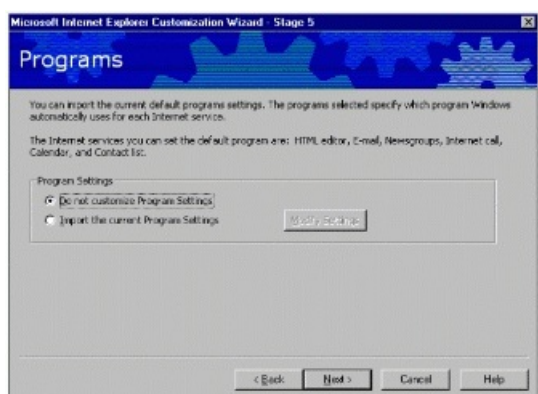 Microsoft Internet Explorer Customization Wizard - Stage 5
Programs
You can import the current default programs settings. The programs selected specify which program Windows
automatically uses for each Internet service.
The Internet services you can set the default program are: HTML editor, E-mail, Newsgroups, Internet call,
Calendar, and Contact list.
Program Settings
Do not customize Program Settings
Import the current Program Settings
Modify Settings
< Back
Next >
Cancel
Help